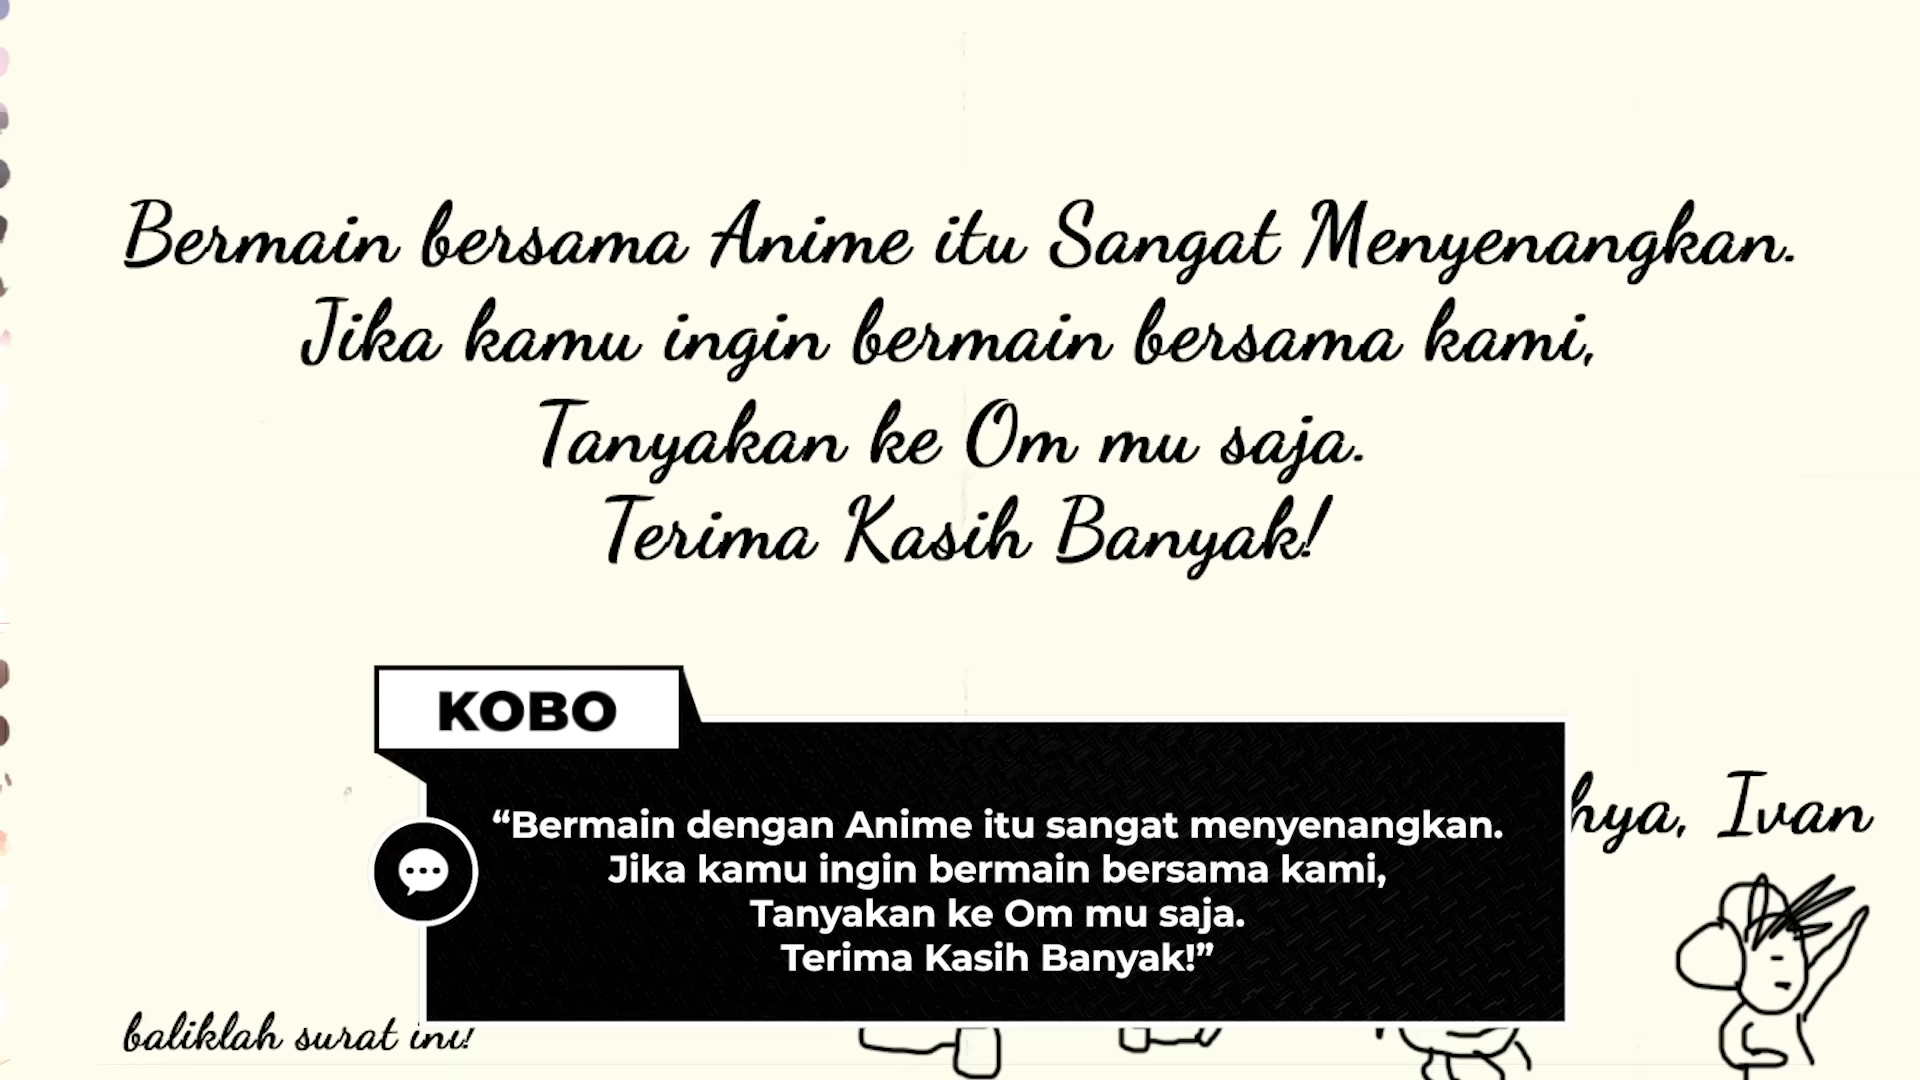 Bermain bersama Anime itu Sangat Menyenangkan.
Jika kamu ingin bermain bersama kami,
Tanyakan ke Om mu saja.
Terima Kasih Banyak!
KOBO
“Bermain dengan Anime itu sangat menyenangkan.
Jika kamu ingin bermain bersama kami,
Tanyakan ke Om mu saja.
Terima Kasih Banyak!”
Ivan
baliklah surat ini!